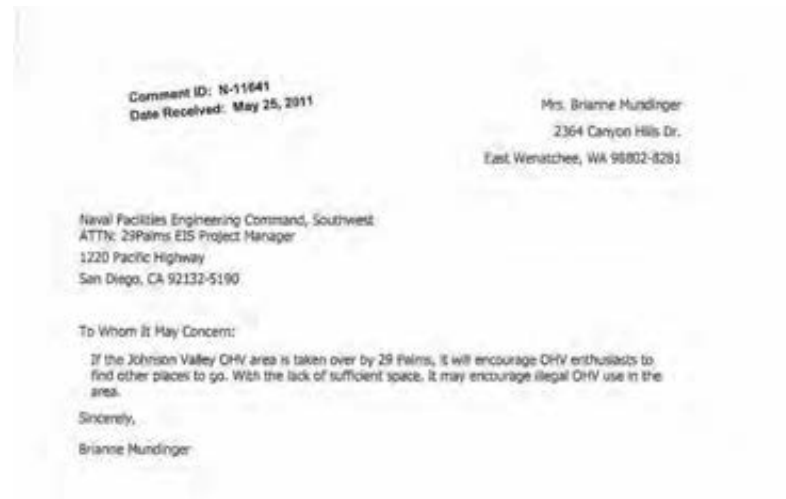 Comment ID: N-11641
Date Received: May 25, 2011
Mrs. Brianne Mundinger
2364 Canyon Hills Dr.
East Wenatchee, WA 98802-8281
Naval Facilities Engineering Command, Southwest
ATTN: 29Palms EIS Project Manager
1220 Pacific Highway
San Diego, CA 92132-5190
To Whom It May Concern:
If the Johnson Valley OHV area is taken over by 29 Palms, it will encourage OHV enthusiasts to
find other places to go. With the lack of sufficient space, it may encourage illegal OHV use in the
area.
Sincerely,
Brianne Mundinger